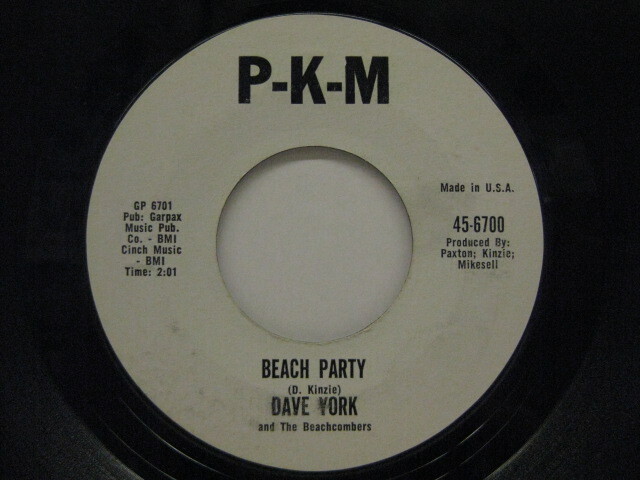 P-K-M
GP 6701
Pub: Garpax
Music Pub.
Co. - BMI
Cinch Music
- BMI
Time: 2:01
Made in U.S.A.
45-6700
Produced By:
Paxton; Kinzie;
Mikesell
BEACH PARTY
(D. Kinzie)
DAVE YORK
and The Beachcombers